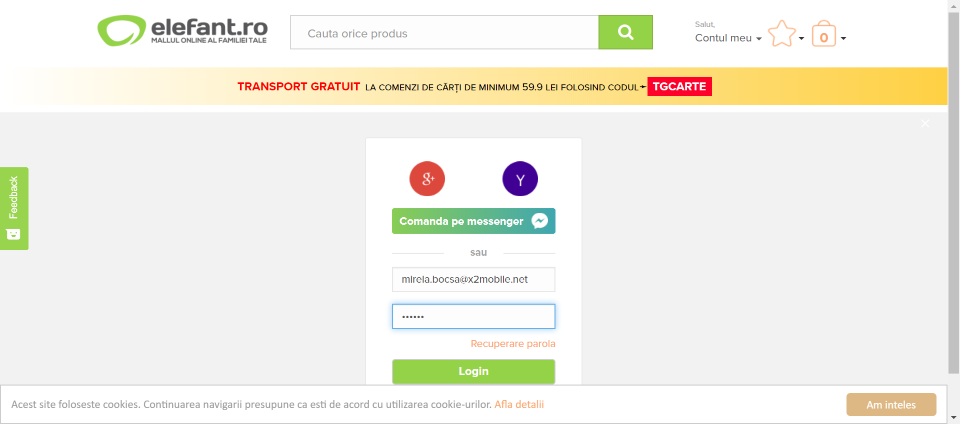 elefant.ro
MALLUL ONLINE AL FAMILIEI TALE
Cauta orice produs
Salut,
Contul meu
0
TRANSPORT GRATUIT LA COMENZI DE CĂRȚI DE MINIMUM 59.9 LEI FOLOSIND CODUL TGCARTE
Feedback
g+
Y
Comanda pe messenger
sau
mirela.bocsa@x2mobile.net
••••••
Recuperare parola
Login
Acest site foloseste cookies. Continuarea navigarii presupune ca esti de acord cu utilizarea cookie-urilor. Afla detalii
Am inteles